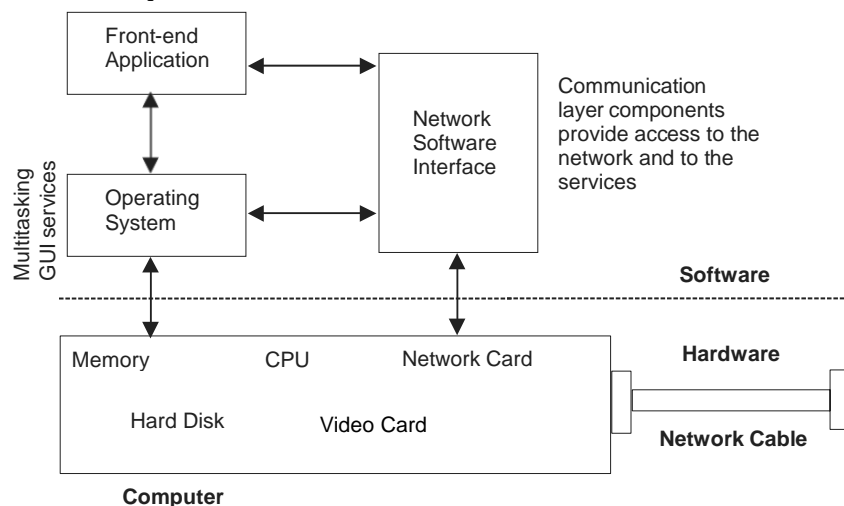 Front-end
Application
Network
Software
Interface
Communication
layer components
provide access to the
network and to the
services
Multitasking
GUI services
Operating
System
Software
Memory
CPU
Network Card
Hardware
Hard Disk
Video Card
Network Cable
Computer